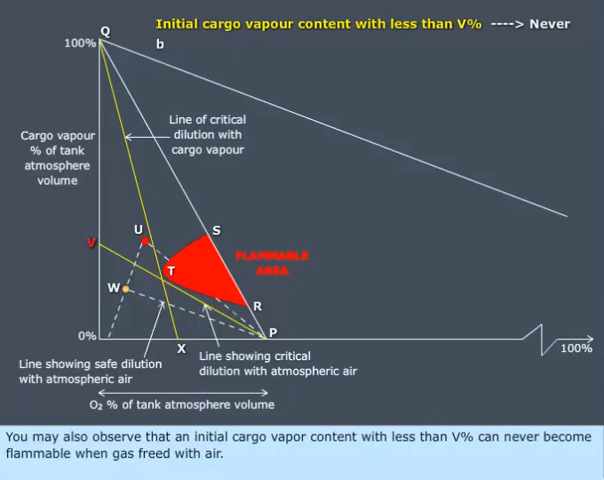 Initial cargo vapour content with less than V% ----> Never
Q
100%
b
Line of critical
dilution with
cargo vapour
Cargo vapour
% of tank
atmosphere
volume
U
S
V
FLAMMABLE
AREA
T
W
R
P
0%
X
100%
Line showing safe dilution
with atmospheric air
Line showing critical
dilution with atmospheric air
O₂ % of tank atmosphere volume
You may also observe that an initial cargo vapor content with less than V% can never become
flammable when gas freed with air.